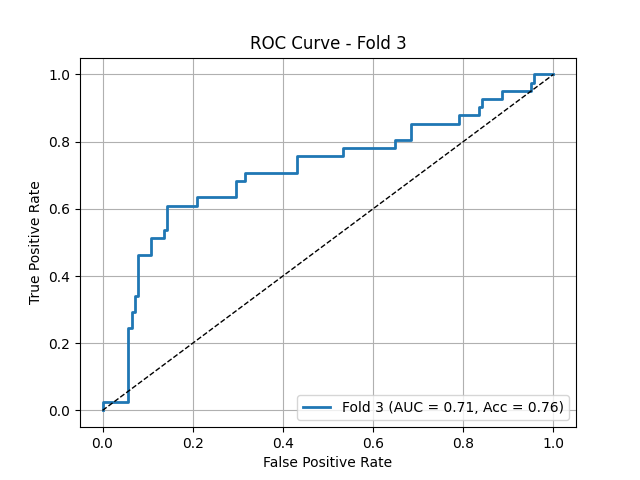 ROC Curve - Fold 3
True Positive Rate
1.0
0.8
0.6
0.4
0.2
0.0
Fold 3 (AUC = 0.71, Acc = 0.76)
0.0 0.2 0.4 0.6 0.8 1.0
False Positive Rate